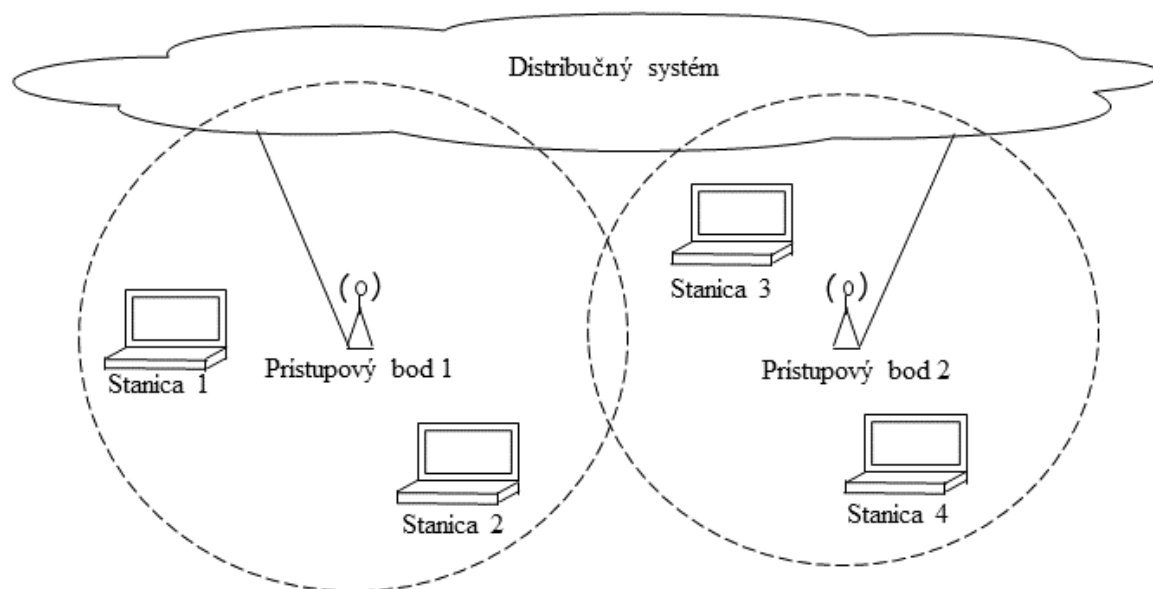 Distribučný systém
Stanica 3
Prístupový bod 1
Prístupový bod 2
Stanica 1
Stanica 2
Stanica 4